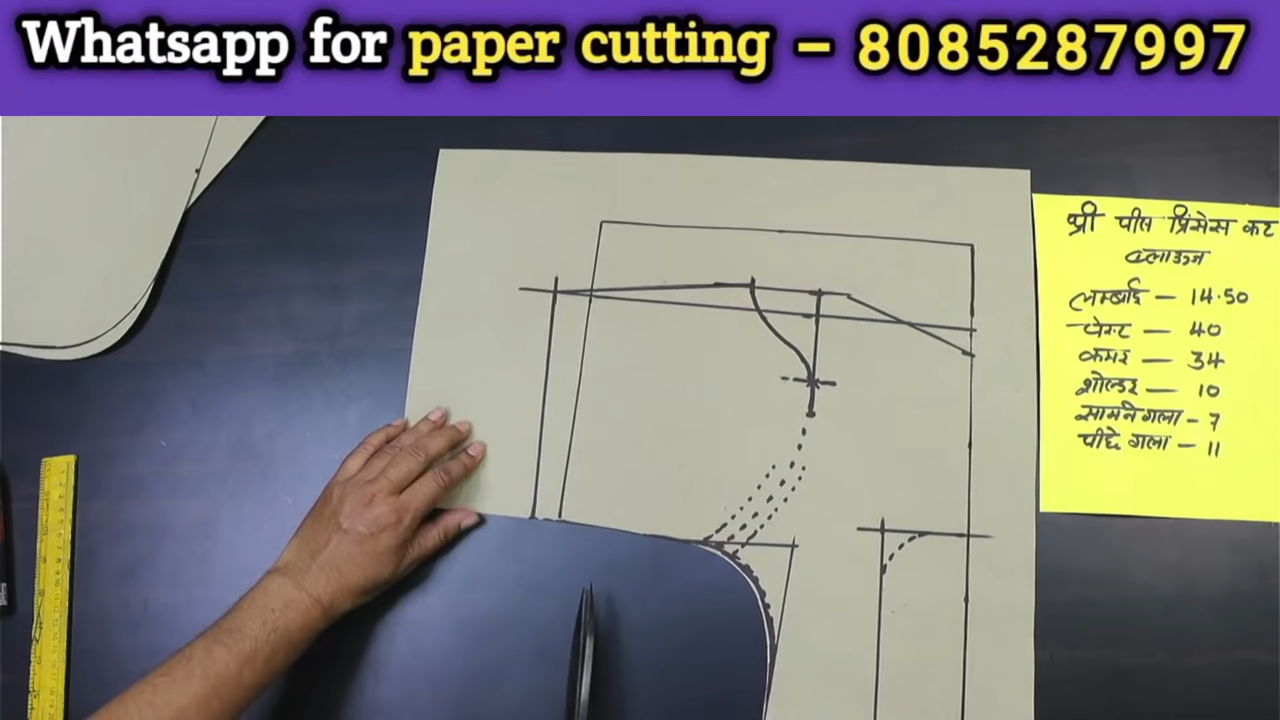 Whatsapp for paper cutting – 8085287997
थ्री पीस प्रिंसेस कट
ब्लाऊज
लम्बाई – 14.50
चेस्ट – 40
कमर – 34
शोल्डर – 10
सामने गला – 7
पीछे गला – 11